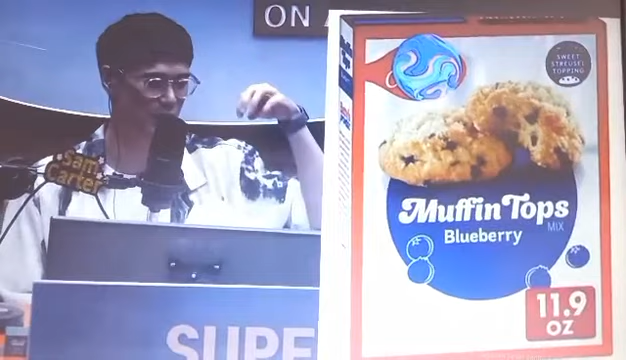 ON
Sam
Carter
SUPE
SWEET
STREUSEL
TOPPING
Muffin Tops
MIX
Blueberry
11.9
OZ